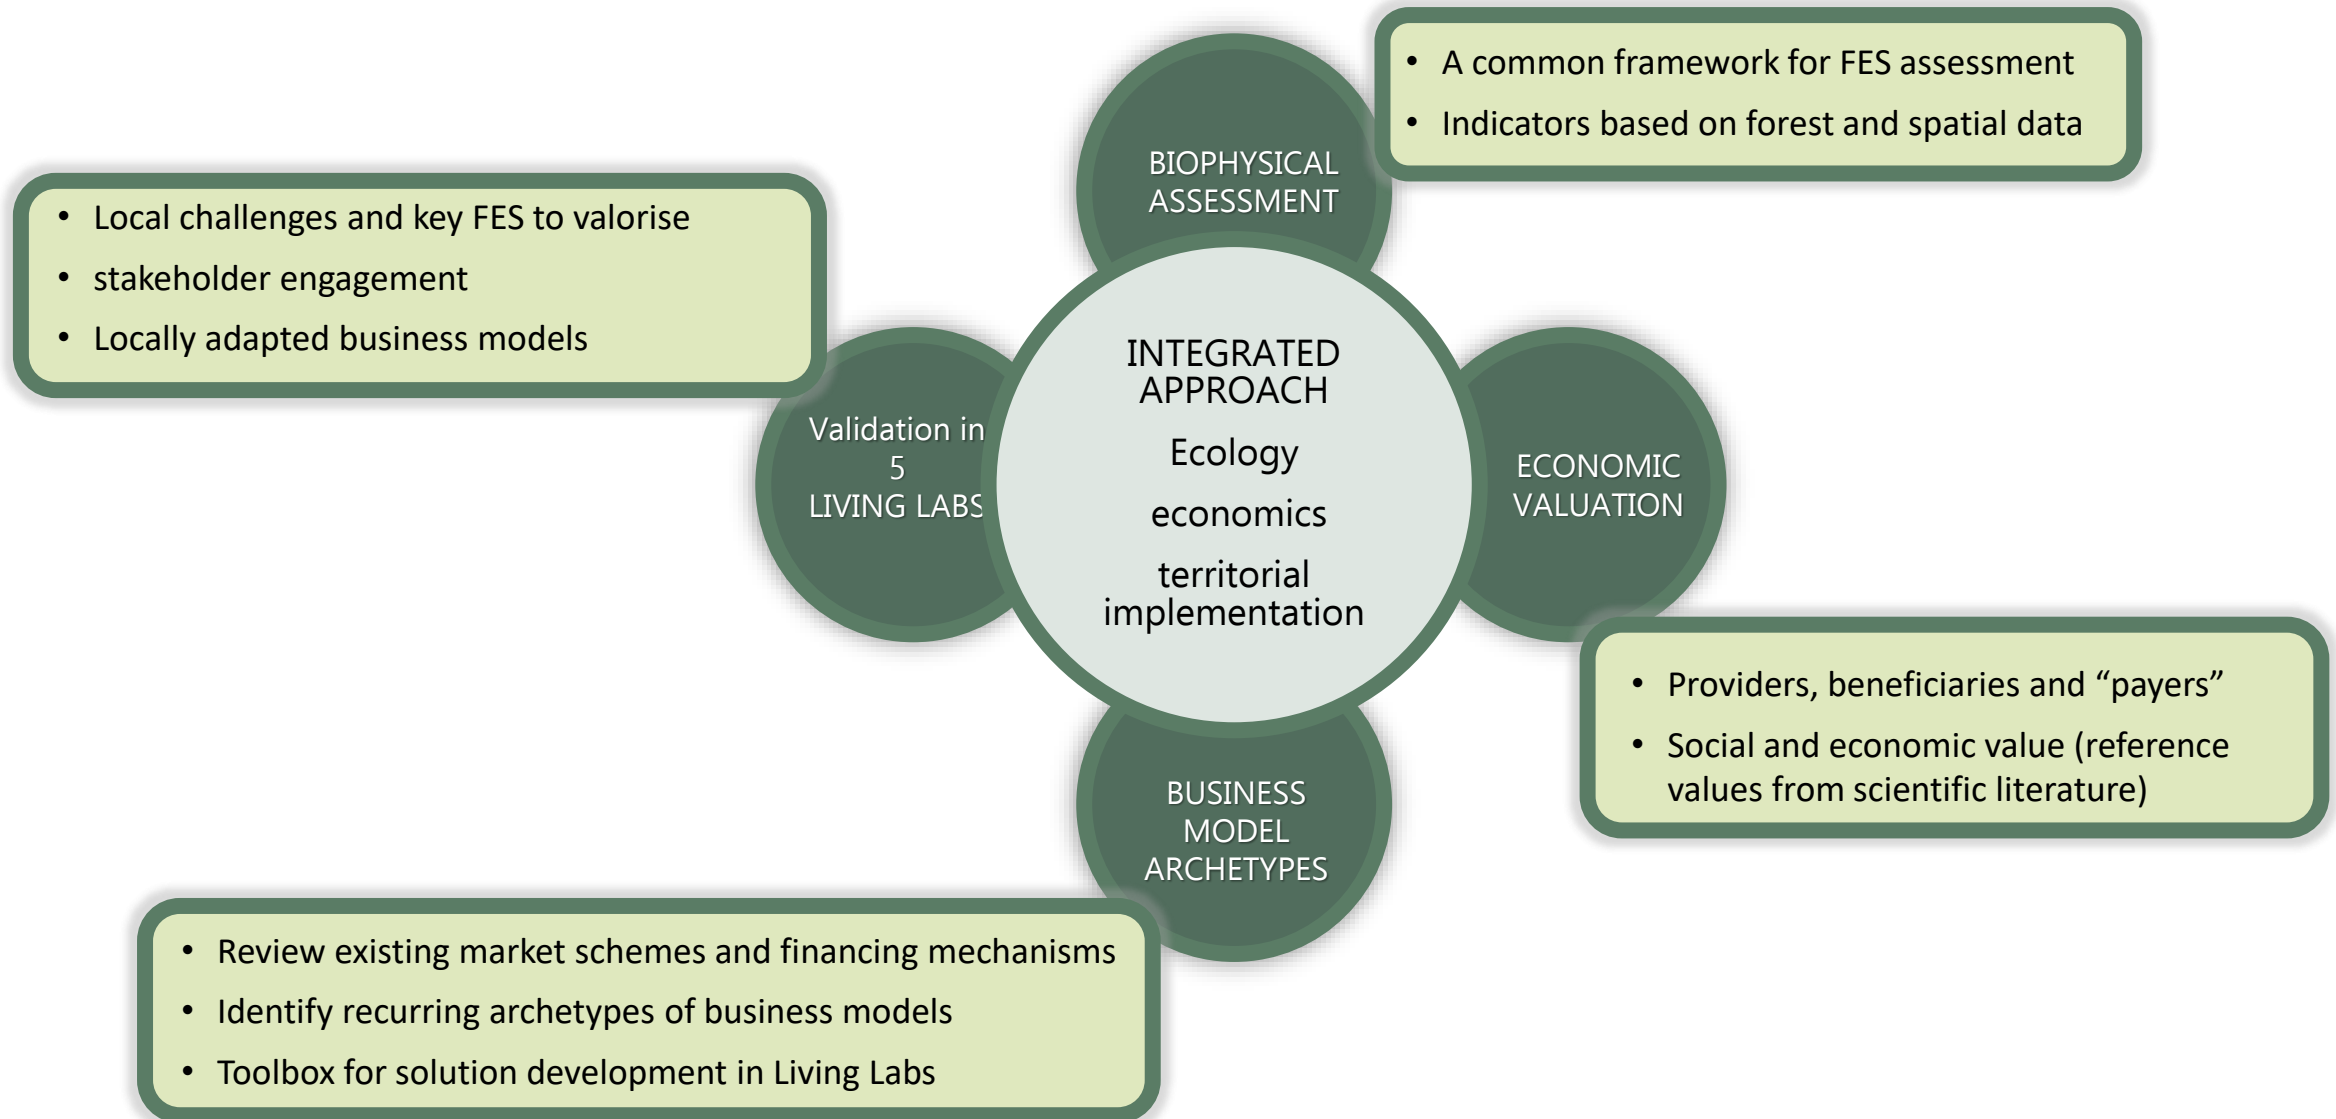 • A common framework for FES assessment
• Indicators based on forest and spatial data
BIOPHYSICAL
ASSESSMENT
• Local challenges and key FES to valorise
• stakeholder engagement
• Locally adapted business models
Validation in
5
LIVING LABS
INTEGRATED
APPROACH
Ecology
economics
territorial
implementation
ECONOMIC
VALUATION
• Providers, beneficiaries and “payers”
• Social and economic value (reference
values from scientific literature)
BUSINESS
MODEL
ARCHETYPES
• Review existing market schemes and financing mechanisms
• Identify recurring archetypes of business models
• Toolbox for solution development in Living Labs